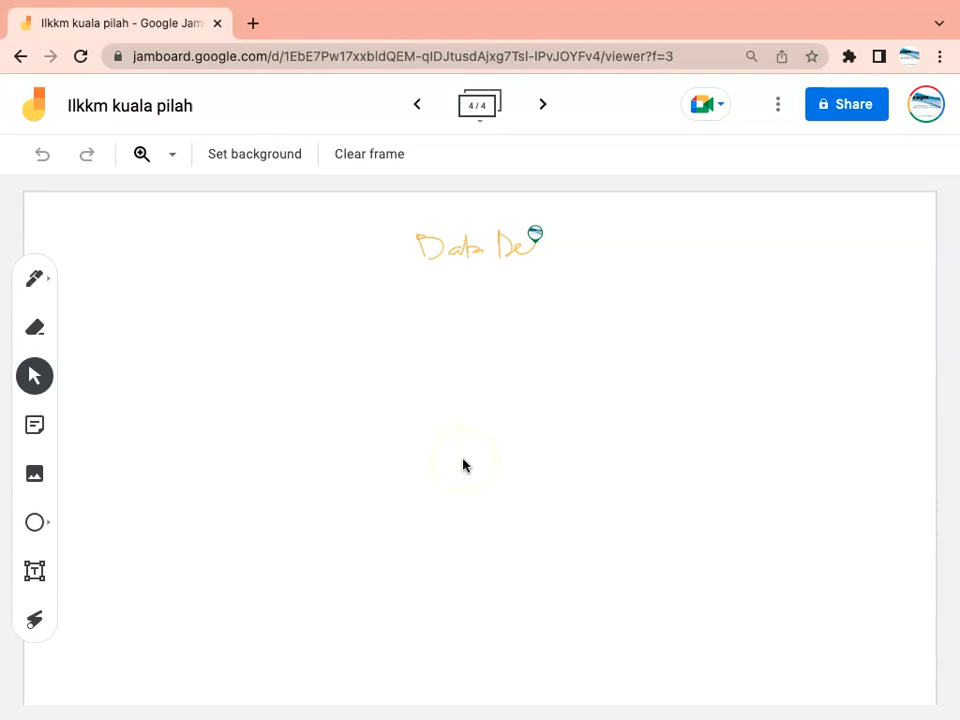 Ilkkm kuala pilah - Google Jam
jamboard.google.com/d/1EbE7Pw17xxbldQEM-qIDJtusdAjxg7Tsl-lPvJOYFv4/viewer?f=3
Ilkkm kuala pilah
4 / 4
Share
Set background
Clear frame
Data De